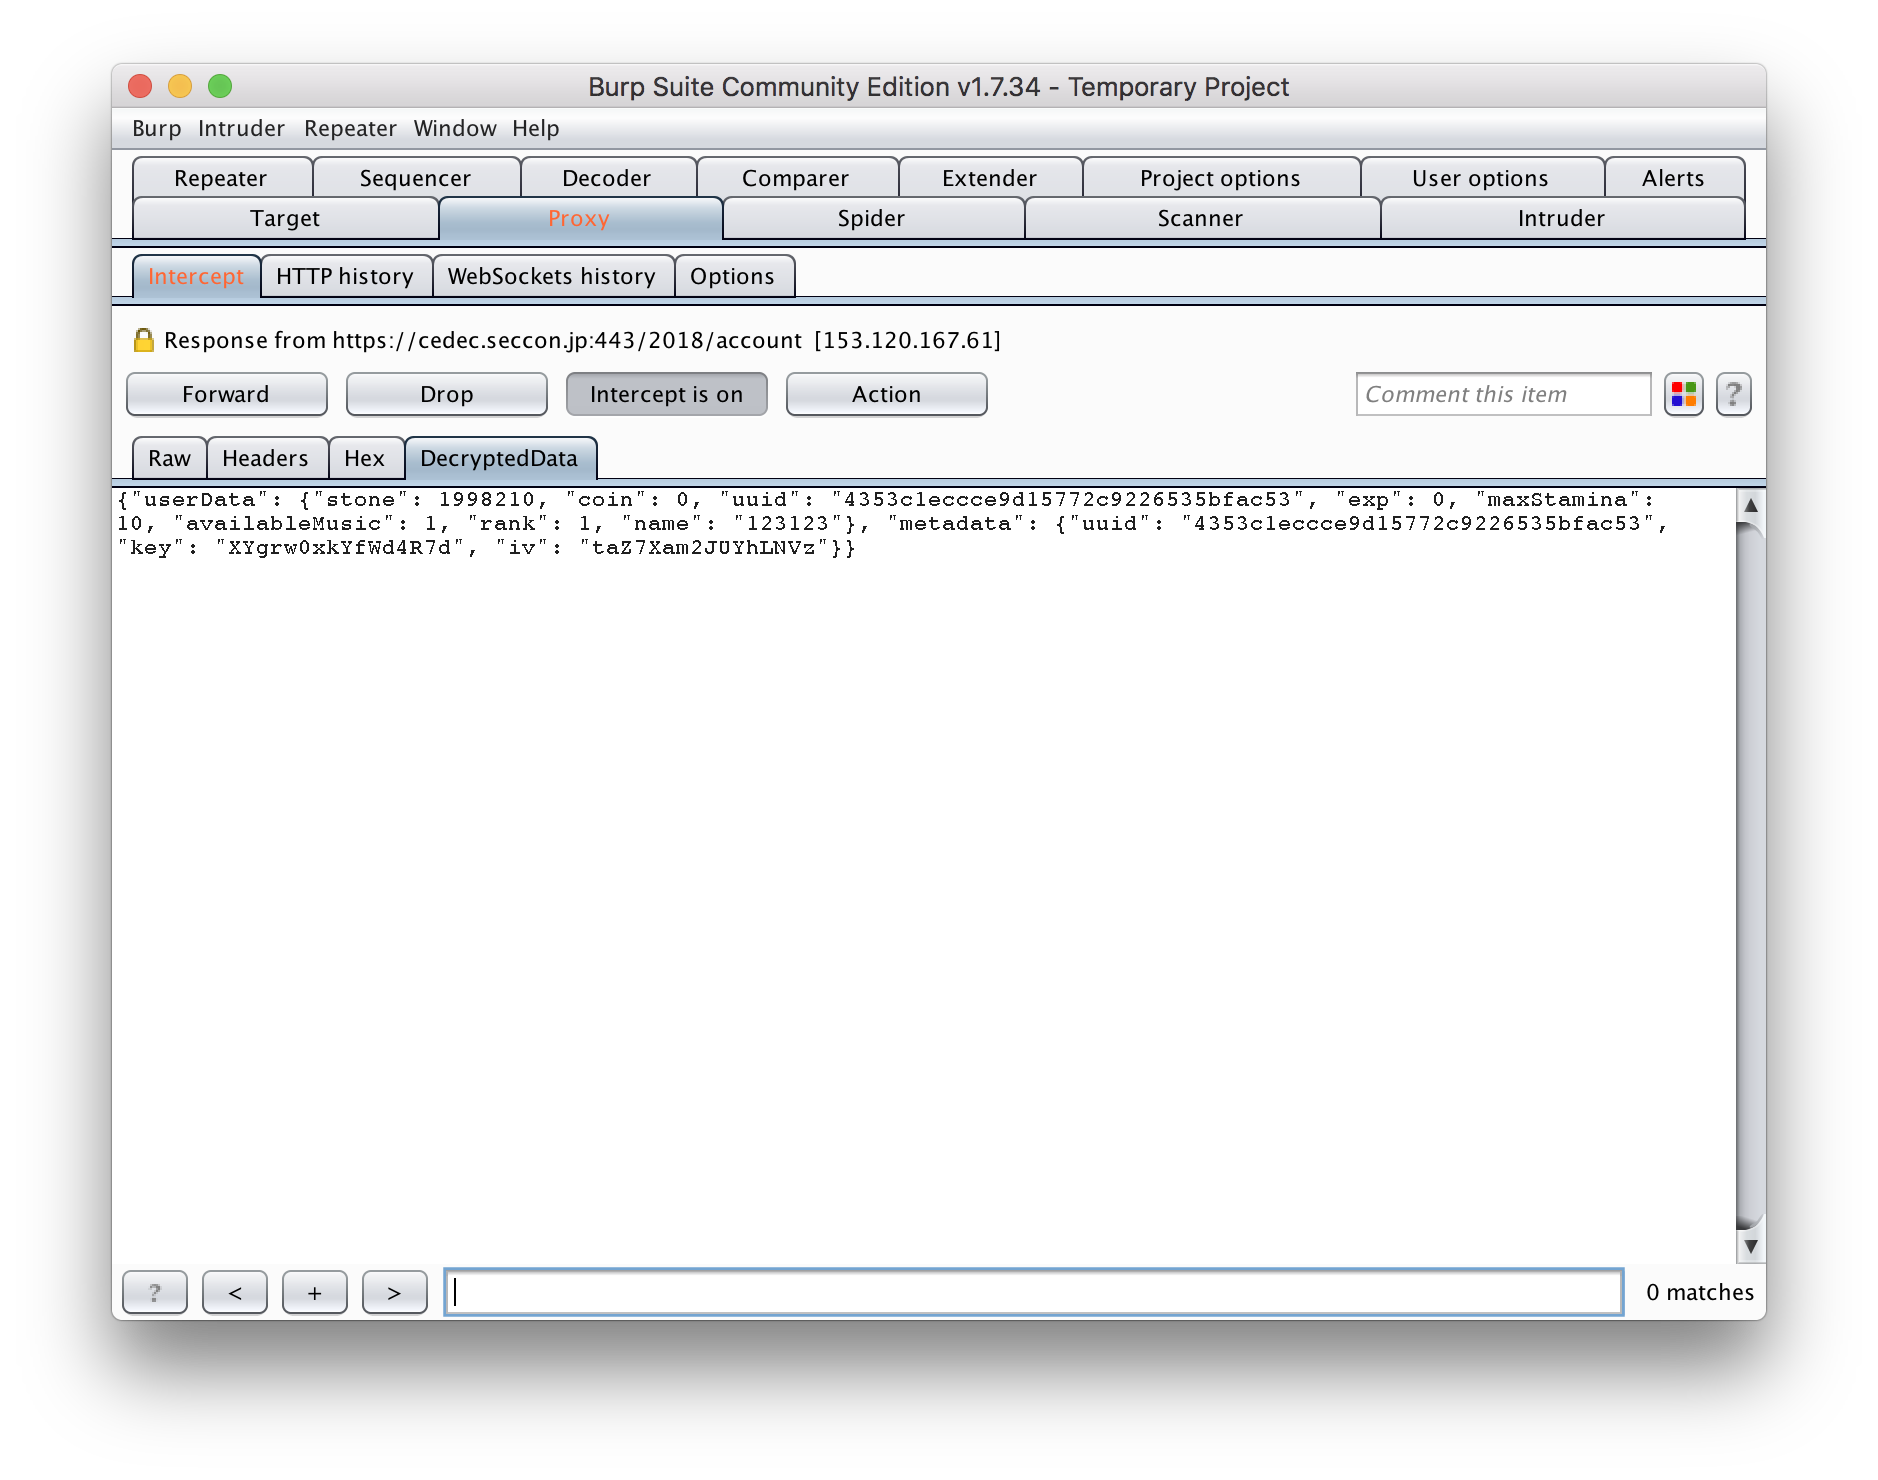 Burp Suite Community Edition v1.7.34 - Temporary Project
Burp Intruder Repeater Window Help
Repeater Sequencer Decoder Comparer Extender Project options User options Alerts
Target Proxy Spider Scanner Intruder
Intercept HTTP history WebSockets history Options
Response from https://cedec.seccon.jp:443/2018/account [153.120.167.61]
Forward Drop Intercept is on Action Comment this item ?
Raw Headers Hex DecryptedData
{"userData": {"stone": 1998210, "coin": 0, "uuid": "4353c1eccce9d15772c9226535bfac53", "exp": 0, "maxStamina":
10, "availableMusic": 1, "rank": 1, "name": "123123"}, "metadata": {"uuid": "4353c1eccce9d15772c9226535bfac53",
"key": "XYgrw0xkYfWd4R7d", "iv": "taZ7Xam2JUYhLNVz"}}
? < + > 0 matches